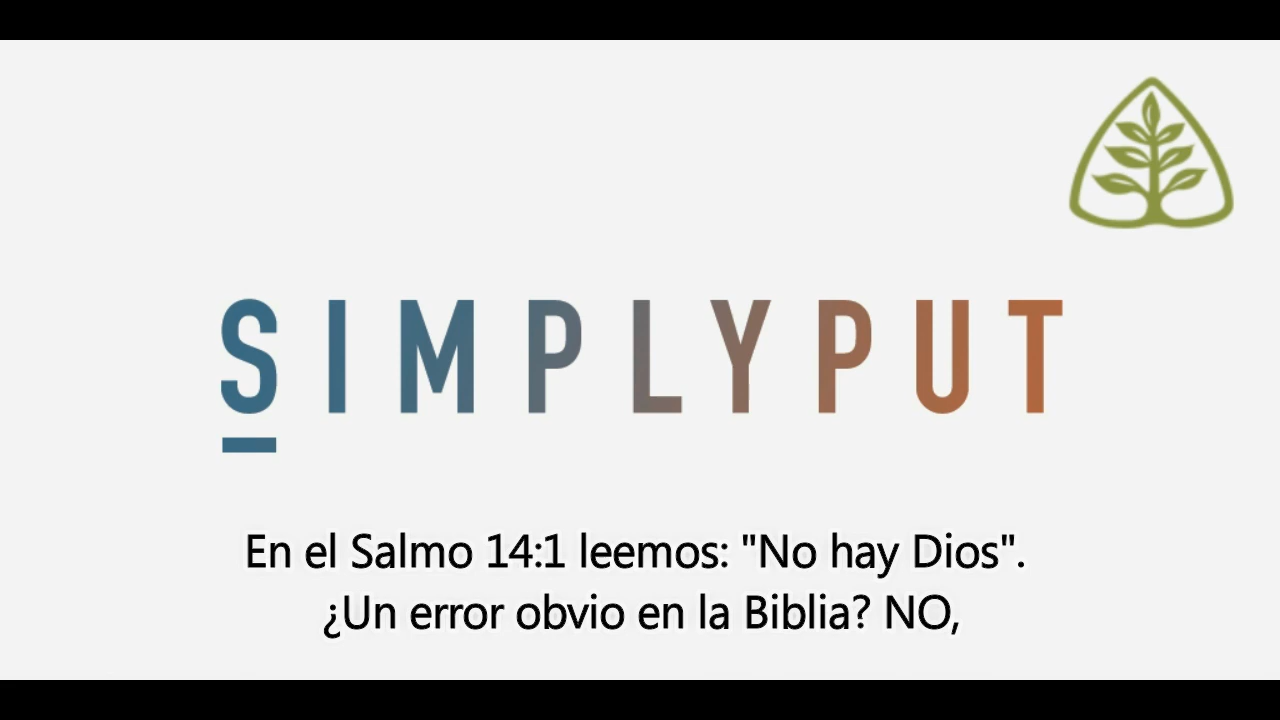 SIMPLYPUT
En el Salmo 14:1 leemos: "No hay Dios".
¿Un error obvio en la Biblia? NO,